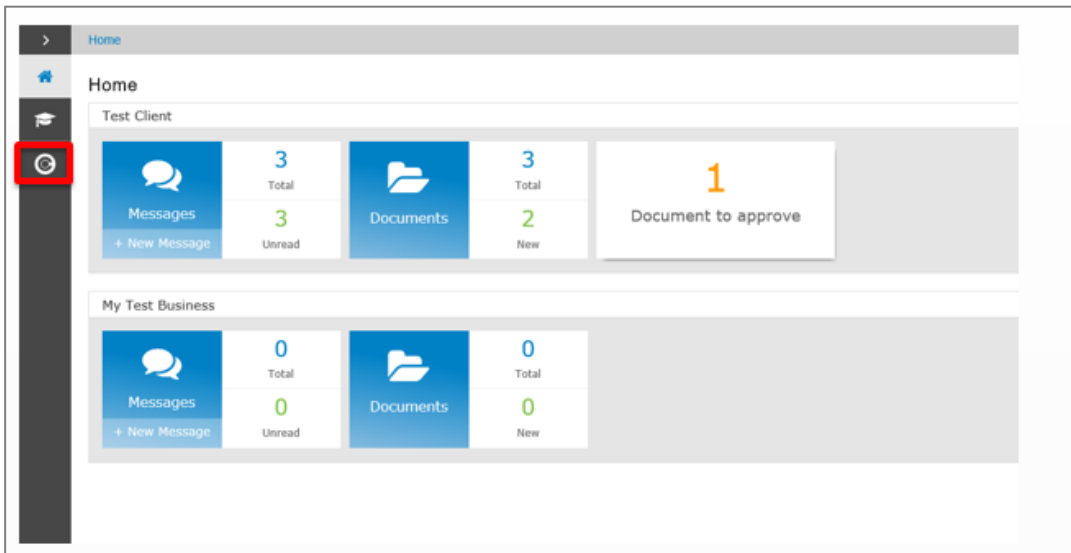 Home
Home
Test Client
Messages
+ New Message
3
Total
3
Unread
Documents
3
Total
2
New
1
Document to approve
My Test Business
Messages
+ New Message
0
Total
0
Unread
Documents
0
Total
0
New